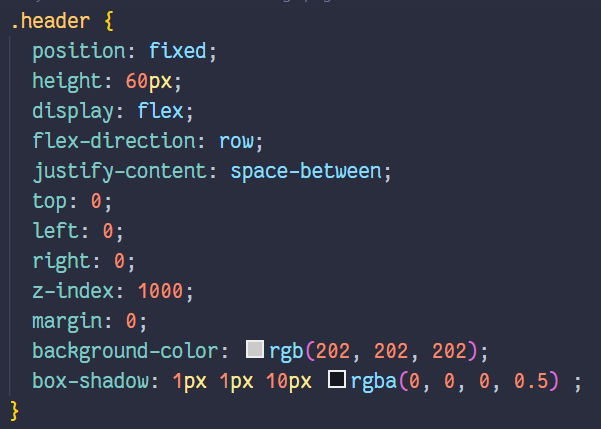 .header {
position: fixed;
height: 60px;
display: flex;
flex-direction: row;
justify-content: space-between;
top: 0;
left: 0;
right: 0;
z-index: 1000;
margin: 0;
background-color: rgb(202, 202, 202);
box-shadow: 1px 1px 10px rgba(0, 0, 0, 0.5) ;
}